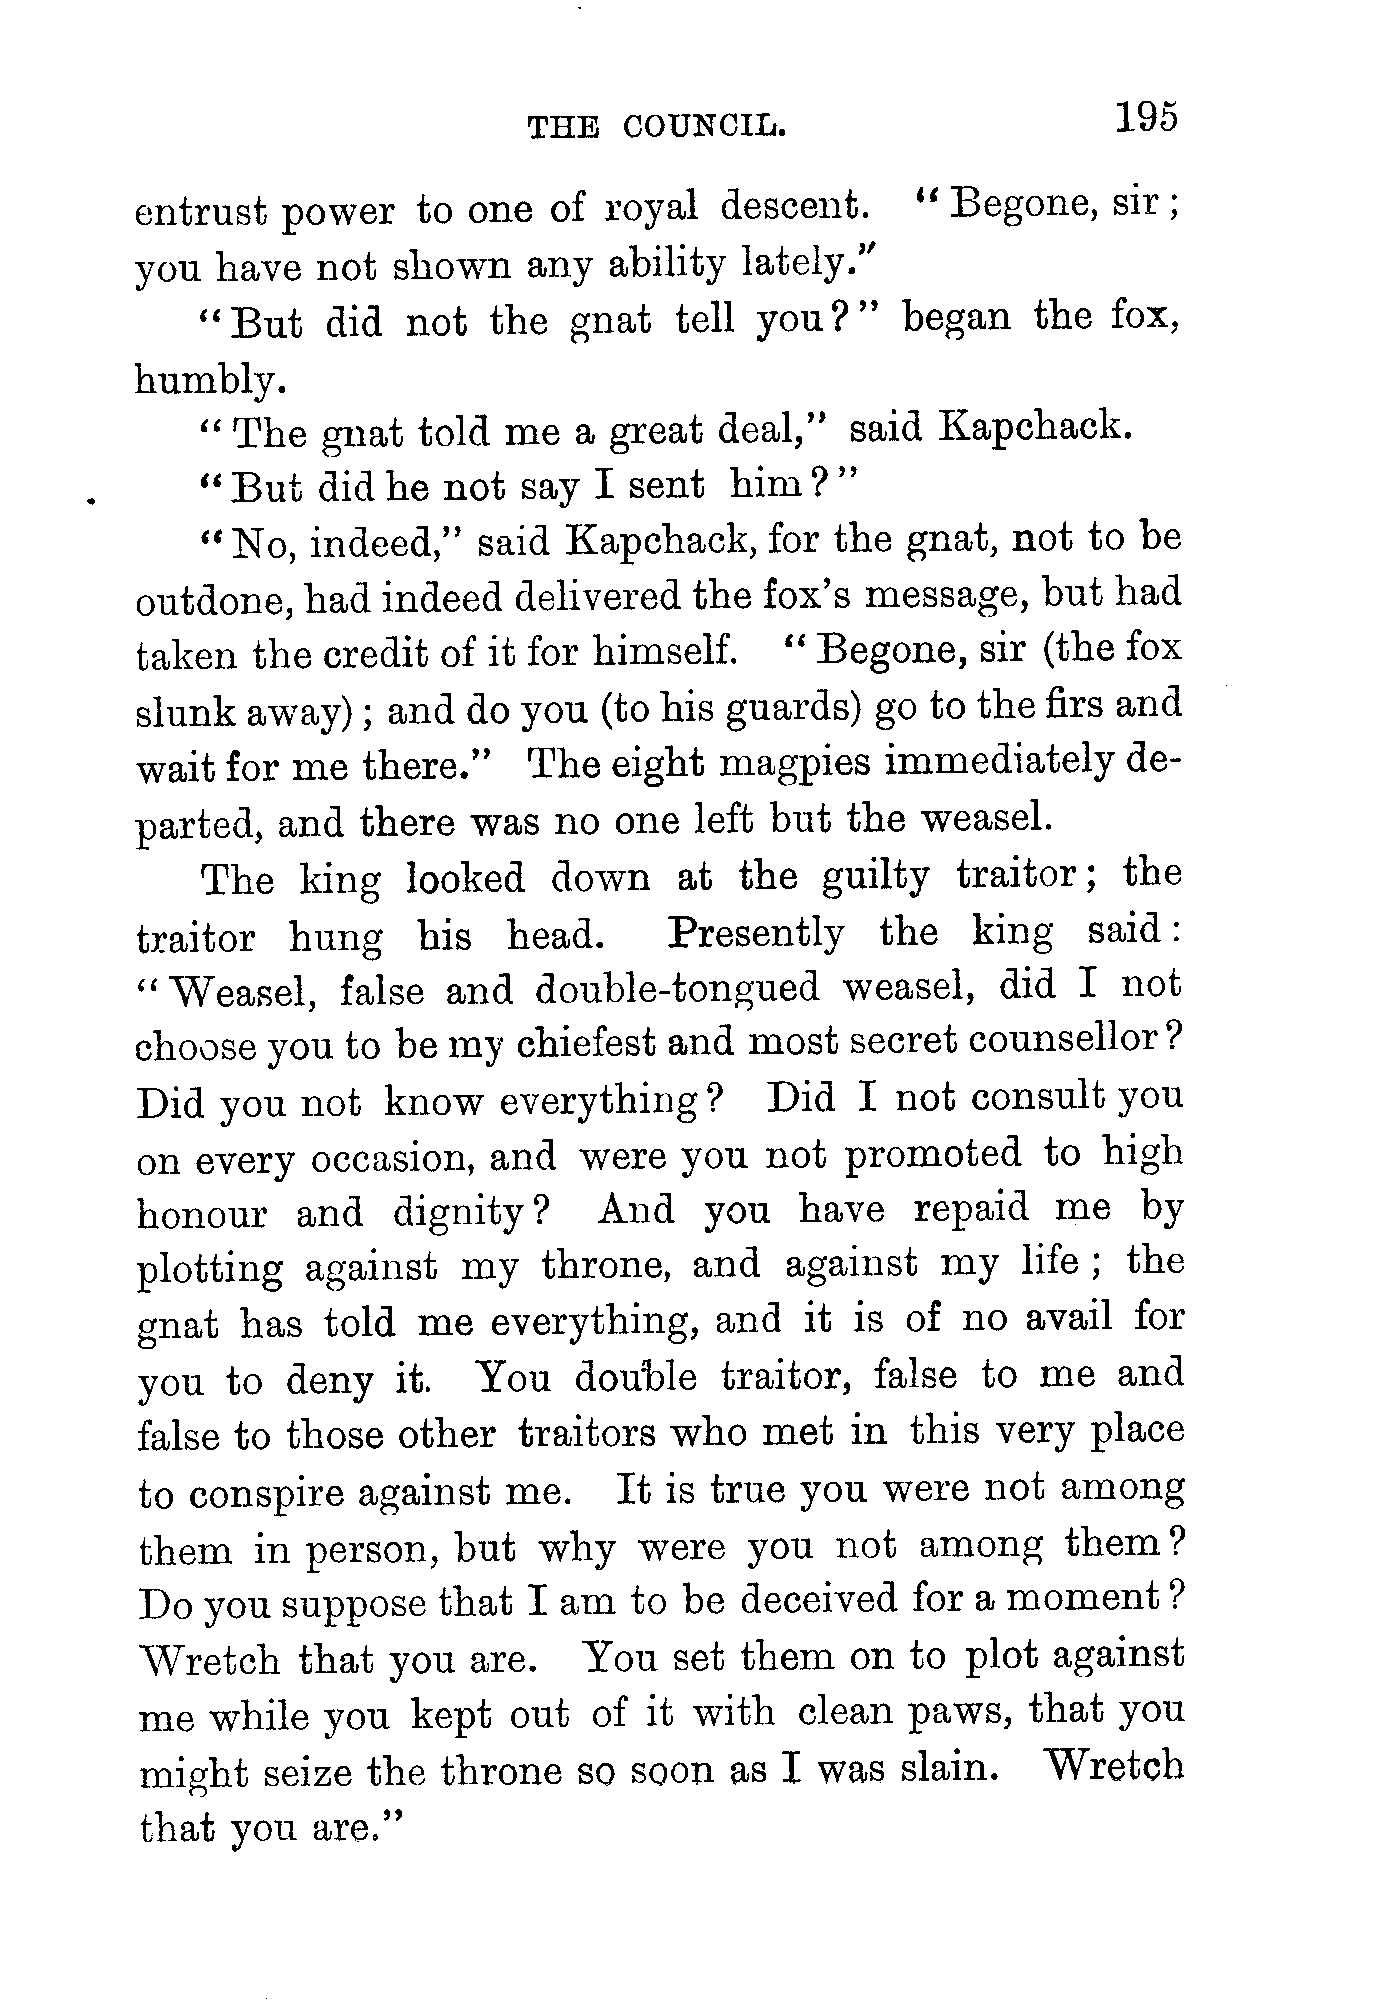 THE COUNCIL. 195
entrust power to one of royal descent. "Begone, sir;
you have not shown any ability lately."
"But did not the gnat tell you?" began the fox,
humbly.
"The gnat told me a great deal," said Kapchack.
"But did he not say I sent him?"
"No, indeed," said Kapchack, for the gnat, not to be
outdone, had indeed delivered the fox's message, but had
taken the credit of it for himself. "Begone, sir (the fox
slunk away); and do you (to his guards) go to the firs and
wait for me there." The eight magpies immediately de-
parted, and there was no one left but the weasel.
The king looked down at the guilty traitor; the
traitor hung his head. Presently the king said:
"Weasel, false and double-tongued weasel, did I not
choose you to be my chiefest and most secret counsellor?
Did you not know everything? Did I not consult you
on every occasion, and were you not promoted to high
honour and dignity? And you have repaid me by
plotting against my throne, and against my life; the
gnat has told me everything, and it is of no avail for
you to deny it. You double traitor, false to me and
false to those other traitors who met in this very place
to conspire against me. It is true you were not among
them in person, but why were you not among them?
Do you suppose that I am to be deceived for a moment?
Wretch that you are. You set them on to plot against
me while you kept out of it with clean paws, that you
might seize the throne so soon as I was slain. Wretch
that you are."